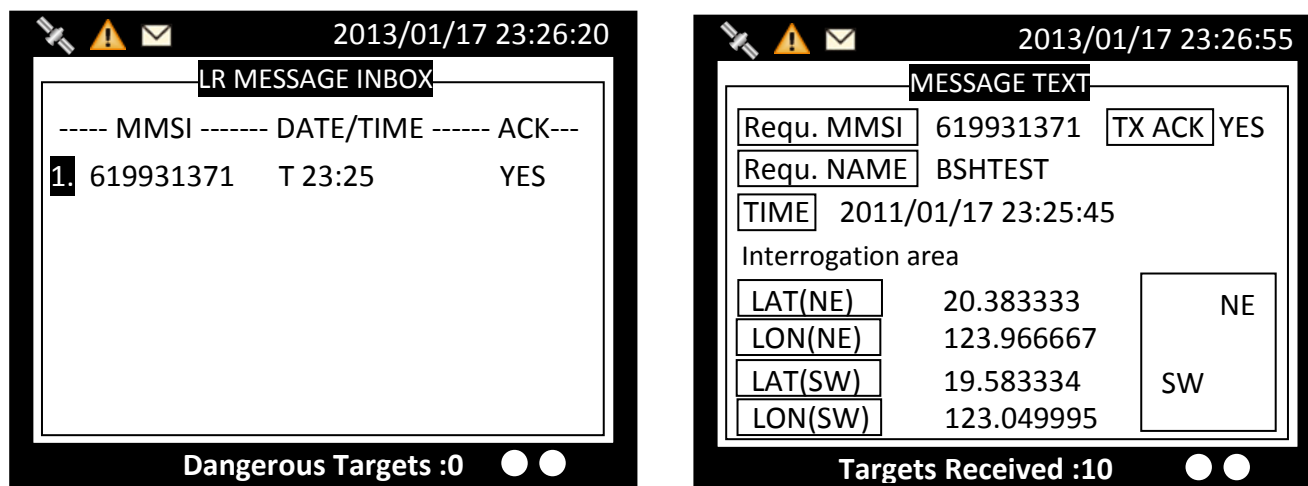 2013/01/17 23:26:20
LR MESSAGE INBOX
----- MMSI ------- DATE/TIME ------ ACK---
1. 619931371 T 23:25 YES
Dangerous Targets :0
2013/01/17 23:26:55
MESSAGE TEXT
Requ. MMSI 619931371 TX ACK YES
Requ. NAME BSHTEST
TIME 2011/01/17 23:25:45
Interrogation area
LAT(NE) 20.383333 NE
LON(NE) 123.966667
LAT(SW) 19.583334 SW
LON(SW) 123.049995
Targets Received :10